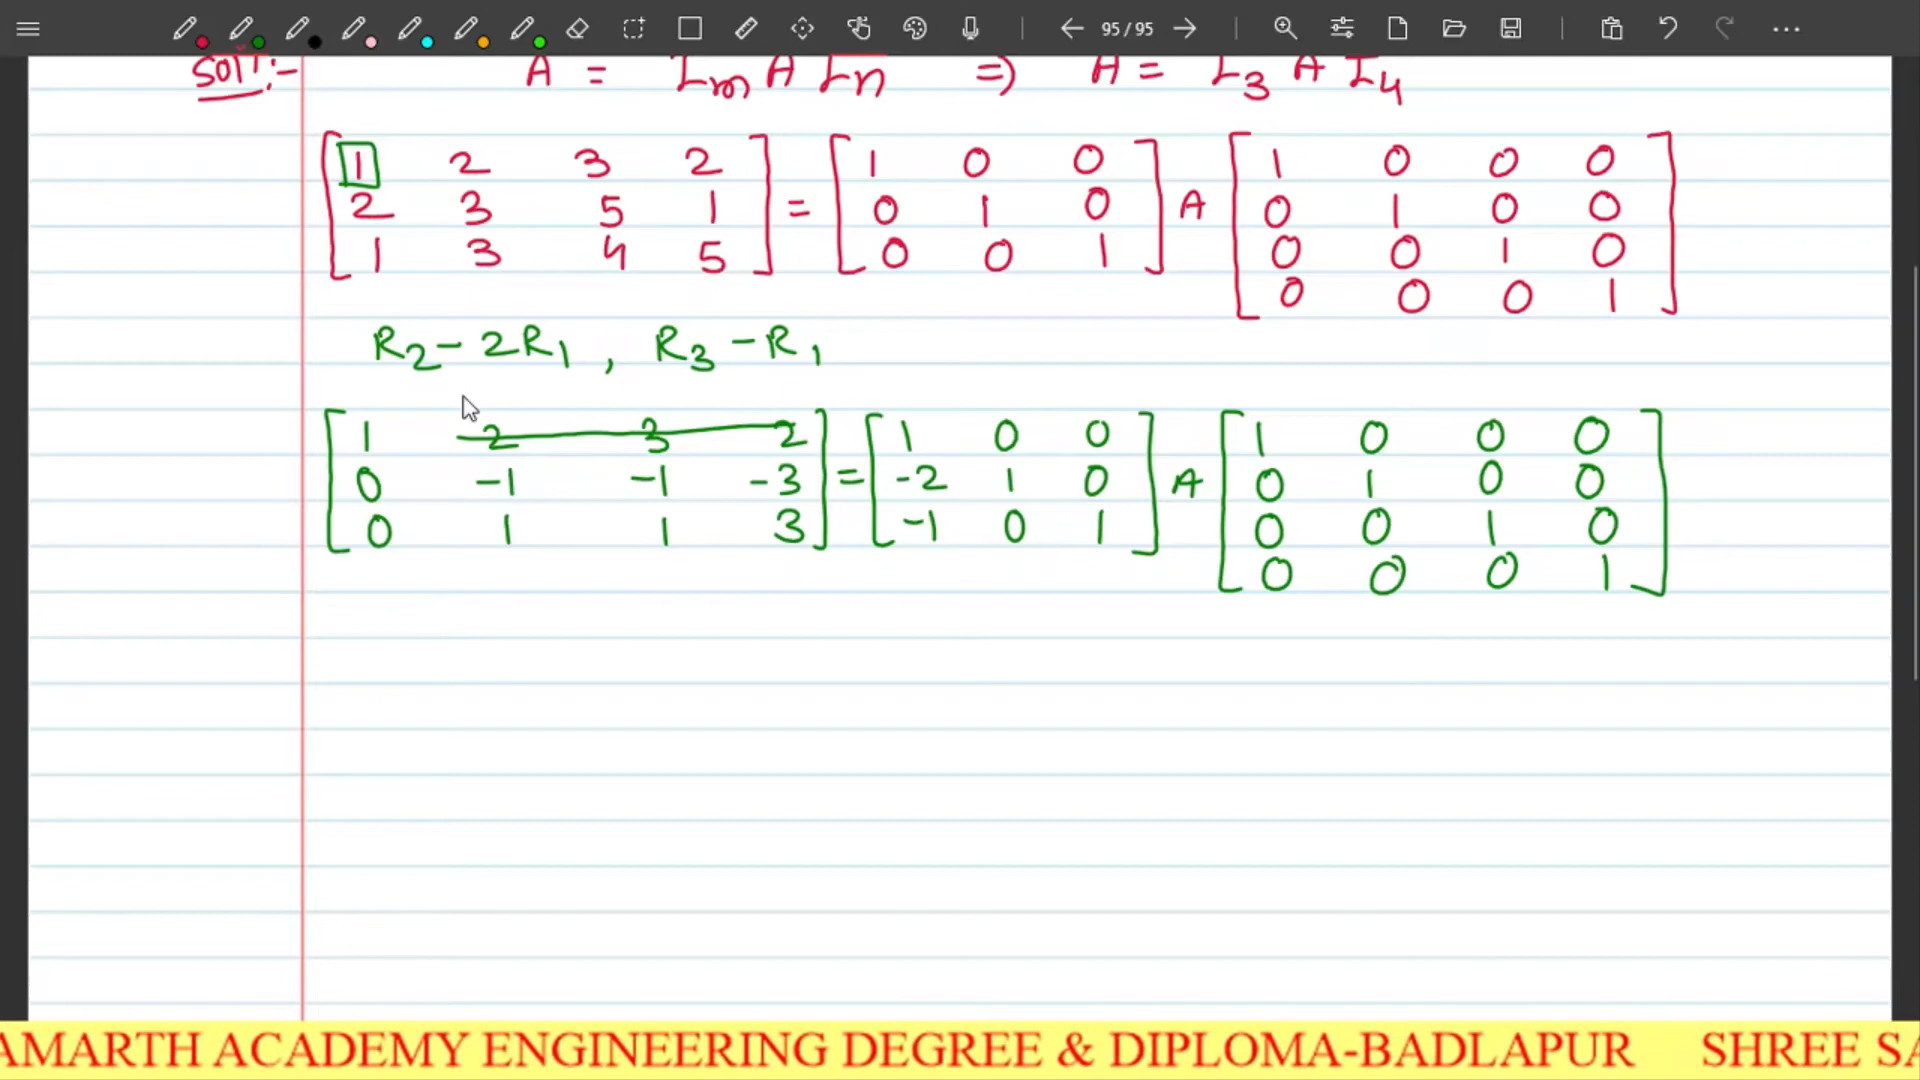 95/95
Solⁿ:- A = Im A In => A = I3 A I4
[1 2 3 2] = [1 0 0] A [1 0 0 0]
[2 3 5 1] [0 1 0] [0 1 0 0]
[1 3 4 5] [0 0 1] [0 0 1 0]
[0 0 0 1]
R2 - 2R1 , R3 - R1
[1 2 3 2] = [1 0 0] A [1 0 0 0]
[0 -1 -1 -3] [-2 1 0] [0 1 0 0]
[0 1 1 3] [-1 0 1] [0 0 1 0]
[0 0 0 1]
AMARTH ACADEMY ENGINEERING DEGREE & DIPLOMA-BADLAPUR SHREE SA